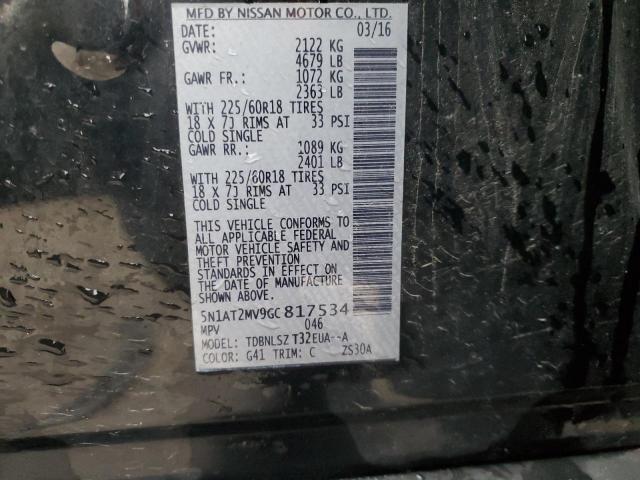 MFD BY NISSAN MOTOR CO., LTD.
DATE: 03/16
GVWR: 2122 KG
4679 LB
GAWR FR.: 1072 KG
2363 LB
WITH 225/60R18 TIRES
18 X 7J RIMS AT 33 PSI
COLD SINGLE
GAWR RR.: 1089 KG
2401 LB
WITH 225/60R18 TIRES
18 X 7J RIMS AT 33 PSI
COLD SINGLE
THIS VEHICLE CONFORMS TO
ALL APPLICABLE FEDERAL
MOTOR VEHICLE SAFETY AND
THEFT PREVENTION
STANDARDS IN EFFECT ON
THE DATE OF MANUFACTURE
SHOWN ABOVE.
5N1AT2MV9GC817534
MPV 046
MODEL: TDBNLSZ T32EUA--A
COLOR: G41 TRIM: C ZS30A